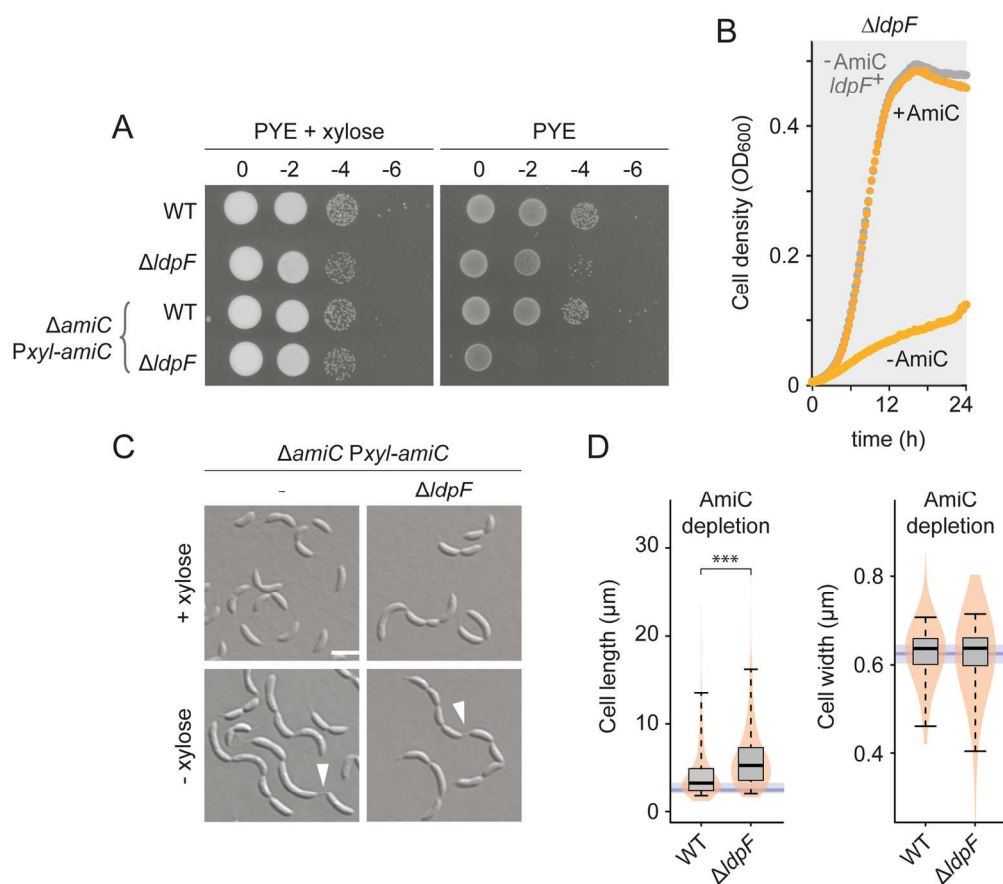 A
PYE + xylose
PYE
0 -2 -4 -6
0 -2 -4 -6
WT
ΔldpF
ΔamiC
Pxyl-amiC
WT
ΔldpF
B
ΔldpF
-AmiC
ldpF+
+AmiC
-AmiC
Cell density (OD600)
0.4
0.2
0
0 12 24
time (h)
C
ΔamiC Pxyl-amiC
-
ΔldpF
+ xylose
- xylose
D
AmiC
depletion
***
Cell length (µm)
30
20
10
0
WT
ΔldpF
AmiC
depletion
Cell width (µm)
0.8
0.6
0.4
WT
ΔldpF